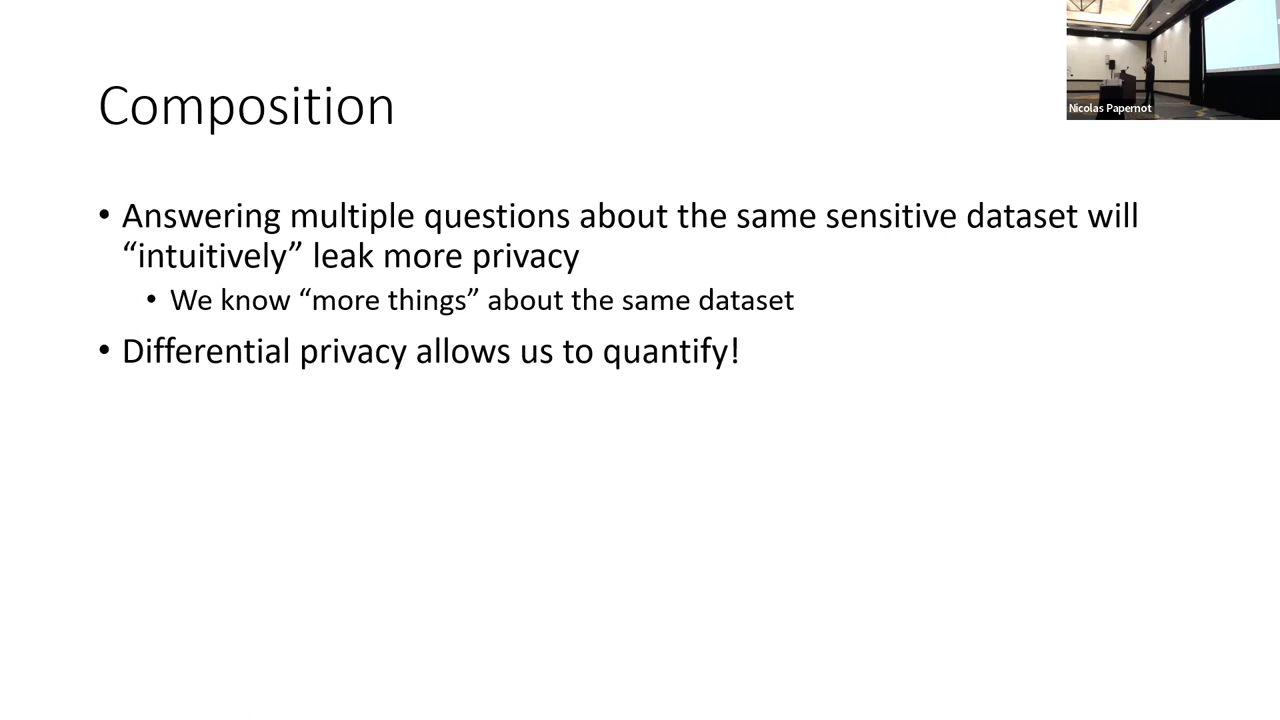 Nicolas Papernot
Composition
• Answering multiple questions about the same sensitive dataset will
“intuitively” leak more privacy
• We know “more things” about the same dataset
• Differential privacy allows us to quantify!